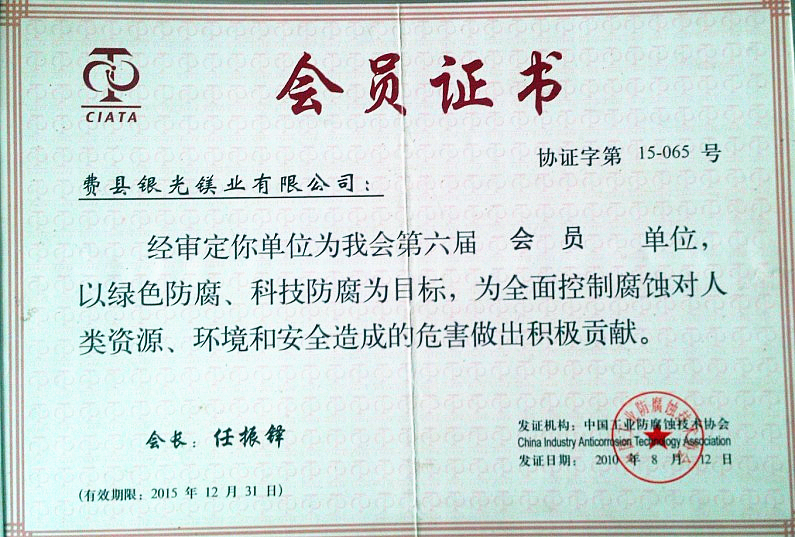 CIATA
会员证书
协证字第 15-065 号
费县银光镁业有限公司：
经审定你单位为我会第六届 会 员 单位，
以绿色防腐、科技防腐为目标，为全面控制腐蚀对人
类资源、环境和安全造成的危害做出积极贡献。
会长：任振铎
发证机构：中国工业防腐蚀技术协会
China Industry Anticorrosion Technology Association
发证日期： 2010 年 8 月 12 日
(有效期限：2015 年 12 月 31 日)